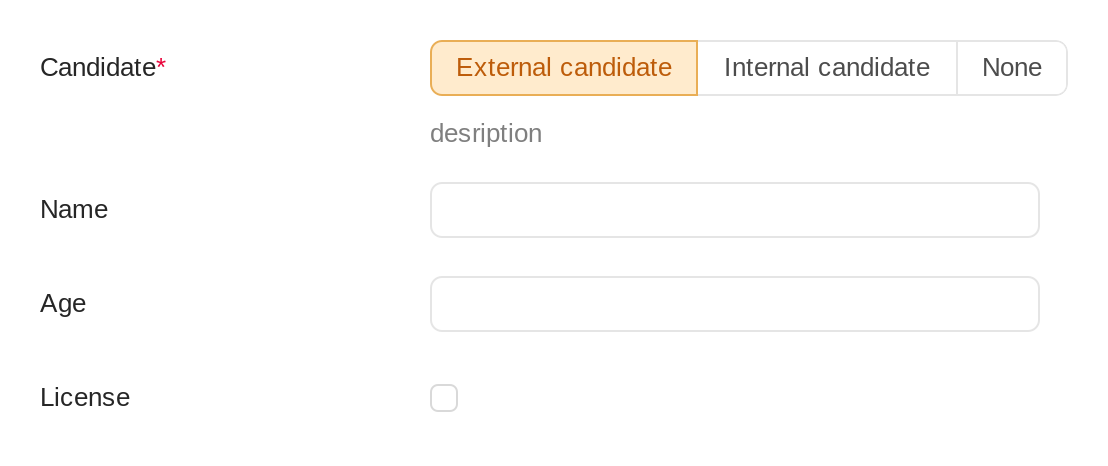 Candidate* External candidate Internal candidate None
desription
Name
Age
License